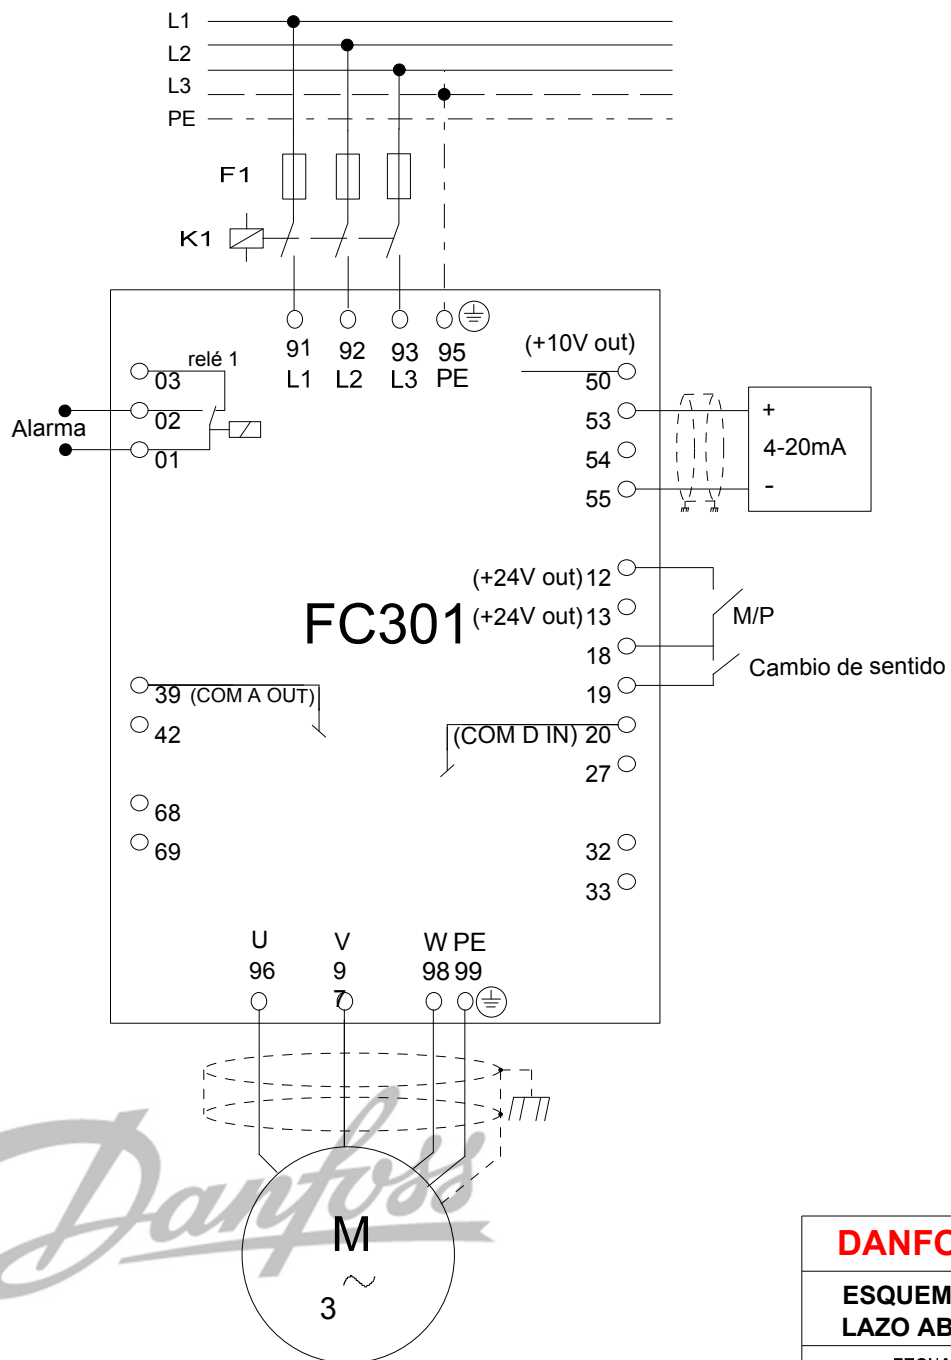 L1
L2
L3
PE
F1
K1
91 92 93 95
L1 L2 L3 PE
(+10V out)
50
relé 1
03
02
Alarma
01
53
+
54
4-20mA
55
-
(+24V out) 12
(+24V out) 13
M/P
FC301
18
Cambio de sentido
19
39 (COM A OUT)
42
(COM D IN) 20
27
68
69
32
33
U V W PE
96 97 98 99
Danfoss
M
3 ~
DANFO
ESQUEM
LAZO AB